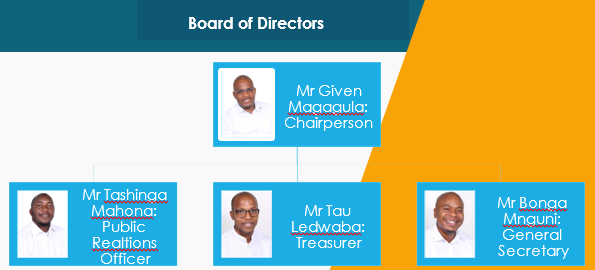 Board of Directors
Mr Given
Magagula:
Chairperson
Mr Tashinga
Mahona:
Public
Realtions
Officer
Mr Tau
Ledwaba:
Treasurer
Mr Bonga
Mnguni:
General
Secretary